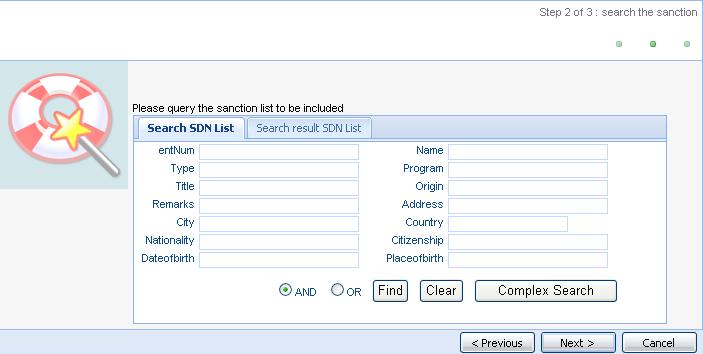 Step 2 of 3 : search the sanction
Please query the sanction list to be included
Search SDN List Search result SDN List
entNum Name
Type Program
Title Origin
Remarks Address
City Country
Nationality Citizenship
Dateofbirth Placeofbirth
AND OR Find Clear Complex Search
< Previous Next > Cancel